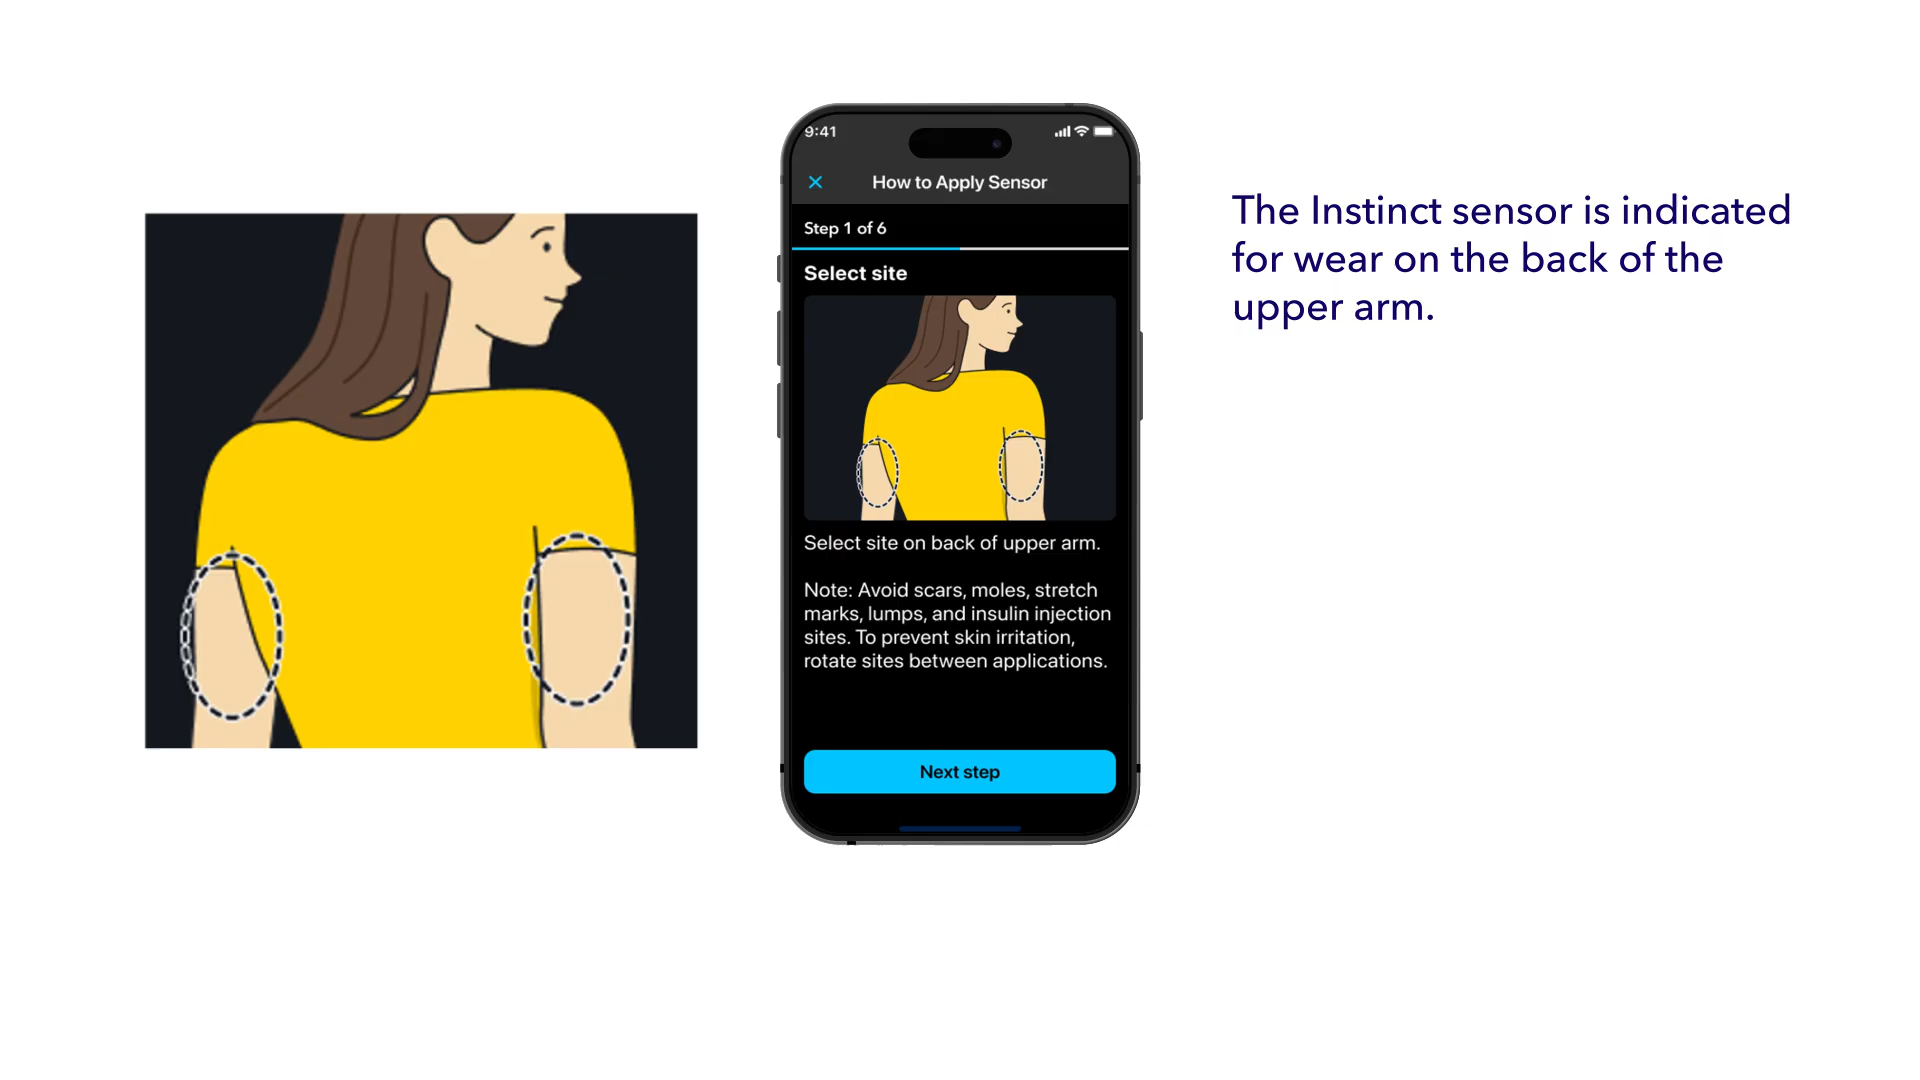 9:41
How to Apply Sensor
Step 1 of 6
Select site
Select site on back of upper arm.
Note: Avoid scars, moles, stretch
marks, lumps, and insulin injection
sites. To prevent skin irritation,
rotate sites between applications.
Next step
The Instinct sensor is indicated
for wear on the back of the
upper arm.